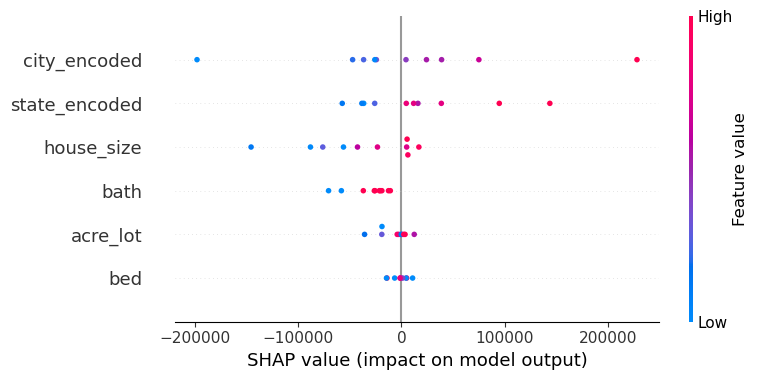 High
city_encoded
state_encoded
house_size
bath
acre_lot
bed
Feature value
Low
−200000 −100000 0 100000 200000
SHAP value (impact on model output)